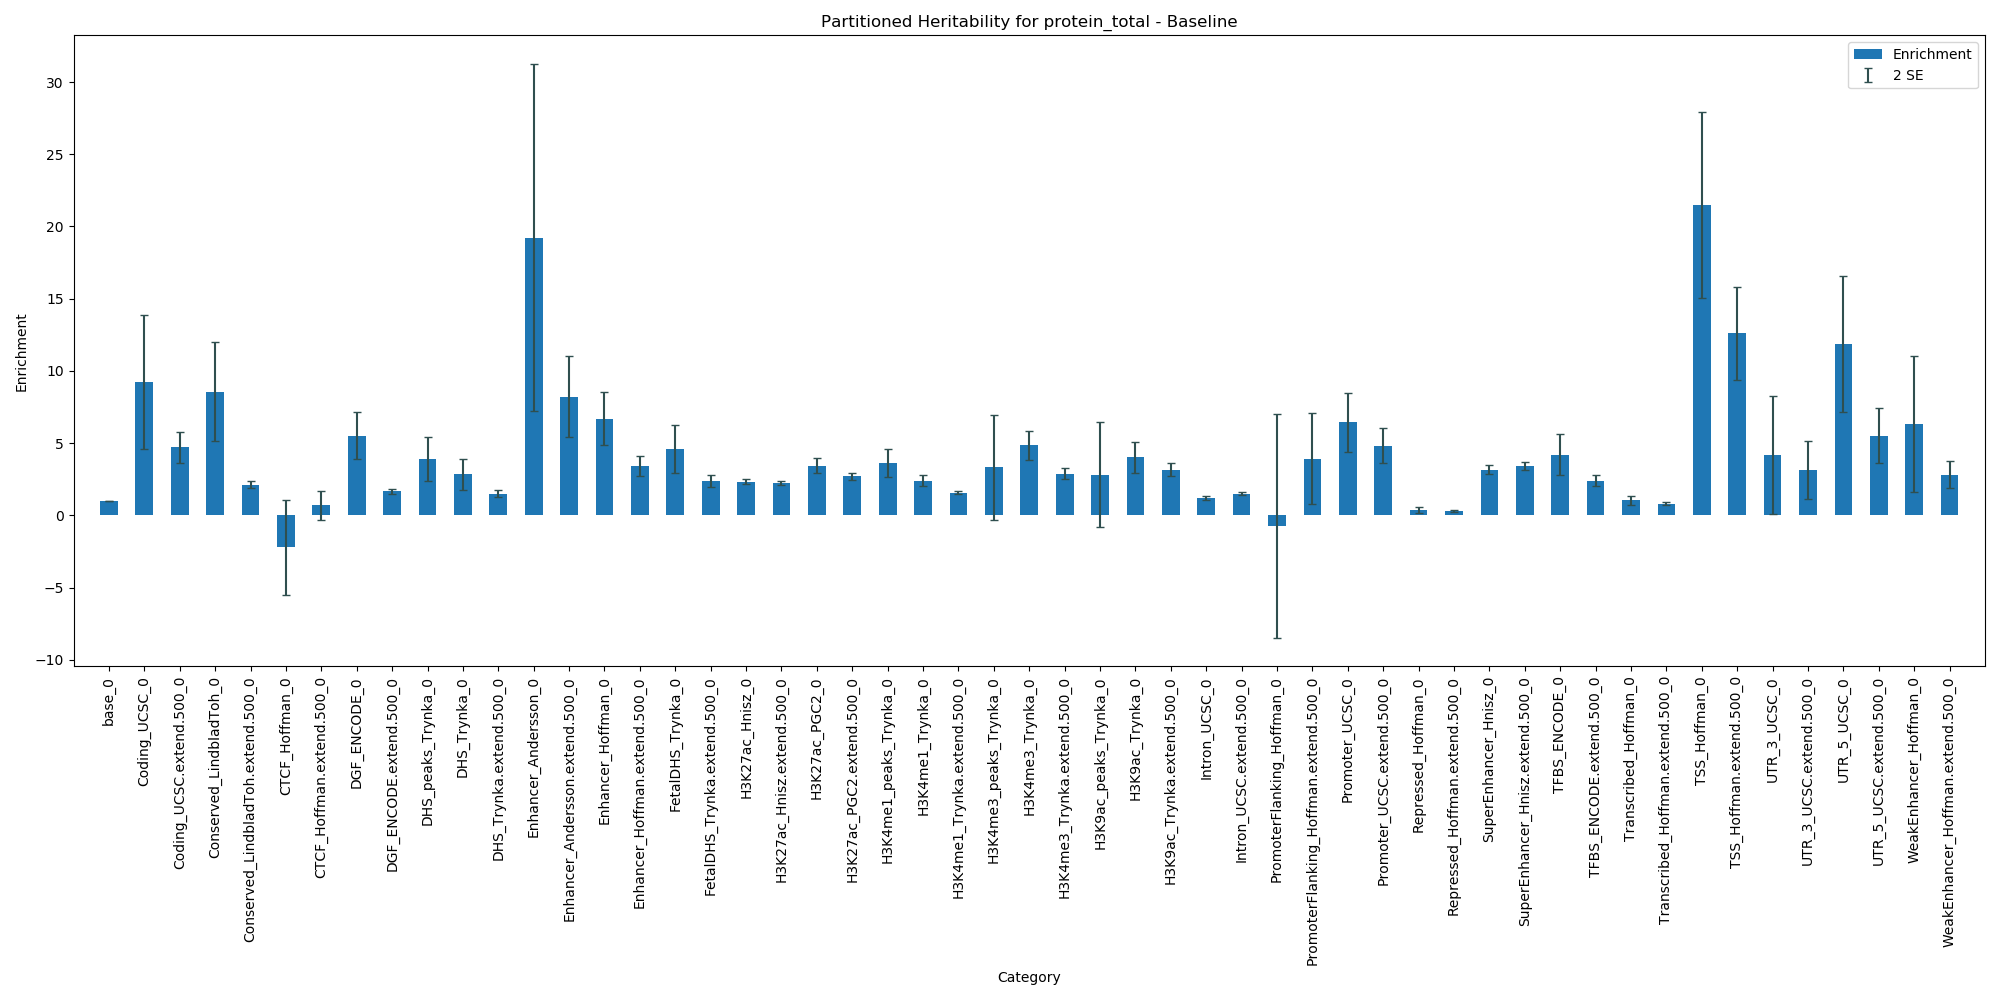 Partitioned Heritability for protein_total - Baseline
Enrichment
2 SE
Enrichment
30
25
20
15
10
5
0
−5
−10
base_0
Coding_UCSC_0
Coding_UCSC.extend.500_0
Conserved_LindbladToh_0
Conserved_LindbladToh.extend.500_0
CTCF_Hoffman_0
CTCF_Hoffman.extend.500_0
DGF_ENCODE_0
DGF_ENCODE.extend.500_0
DHS_peaks_Trynka_0
DHS_Trynka_0
DHS_Trynka.extend.500_0
Enhancer_Andersson_0
Enhancer_Andersson.extend.500_0
Enhancer_Hoffman_0
Enhancer_Hoffman.extend.500_0
FetalDHS_Trynka_0
FetalDHS_Trynka.extend.500_0
H3K27ac_Hnisz_0
H3K27ac_Hnisz.extend.500_0
H3K27ac_PGC2_0
H3K27ac_PGC2.extend.500_0
H3K4me1_peaks_Trynka_0
H3K4me1_Trynka_0
H3K4me1_Trynka.extend.500_0
H3K4me3_peaks_Trynka_0
H3K4me3_Trynka_0
H3K4me3_Trynka.extend.500_0
H3K9ac_peaks_Trynka_0
H3K9ac_Trynka_0
H3K9ac_Trynka.extend.500_0
Intron_UCSC_0
Intron_UCSC.extend.500_0
PromoterFlanking_Hoffman_0
PromoterFlanking_Hoffman.extend.500_0
Promoter_UCSC_0
Promoter_UCSC.extend.500_0
Repressed_Hoffman_0
Repressed_Hoffman.extend.500_0
SuperEnhancer_Hnisz_0
SuperEnhancer_Hnisz.extend.500_0
TFBS_ENCODE_0
TFBS_ENCODE.extend.500_0
Transcribed_Hoffman_0
Transcribed_Hoffman.extend.500_0
TSS_Hoffman_0
TSS_Hoffman.extend.500_0
UTR_3_UCSC_0
UTR_3_UCSC.extend.500_0
UTR_5_UCSC_0
UTR_5_UCSC.extend.500_0
WeakEnhancer_Hoffman_0
WeakEnhancer_Hoffman.extend.500_0
Category